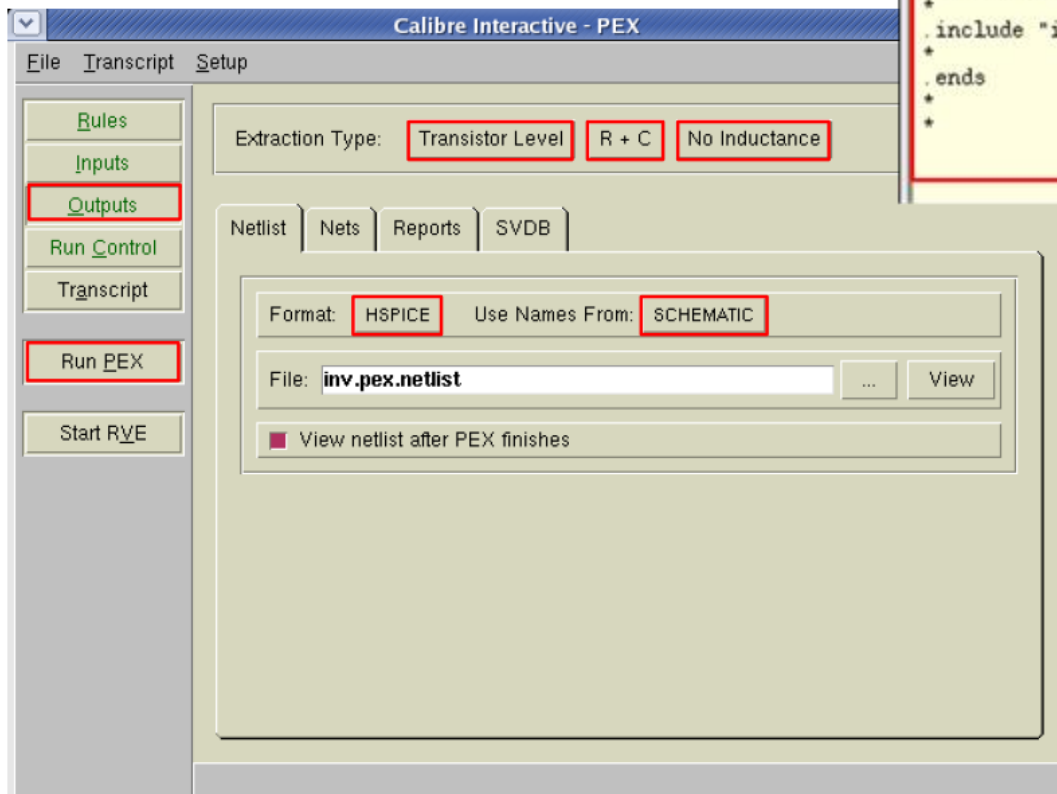 Calibre Interactive - PEX
File Transcript Setup
Rules
Inputs
Outputs
Run Control
Transcript
Run PEX
Start RVE
Extraction Type: Transistor Level R + C No Inductance
Netlist Nets Reports SVDB
Format: HSPICE Use Names From: SCHEMATIC
File: inv.pex.netlist ... View
View netlist after PEX finishes
*
.include "i
*
.ends
*
*